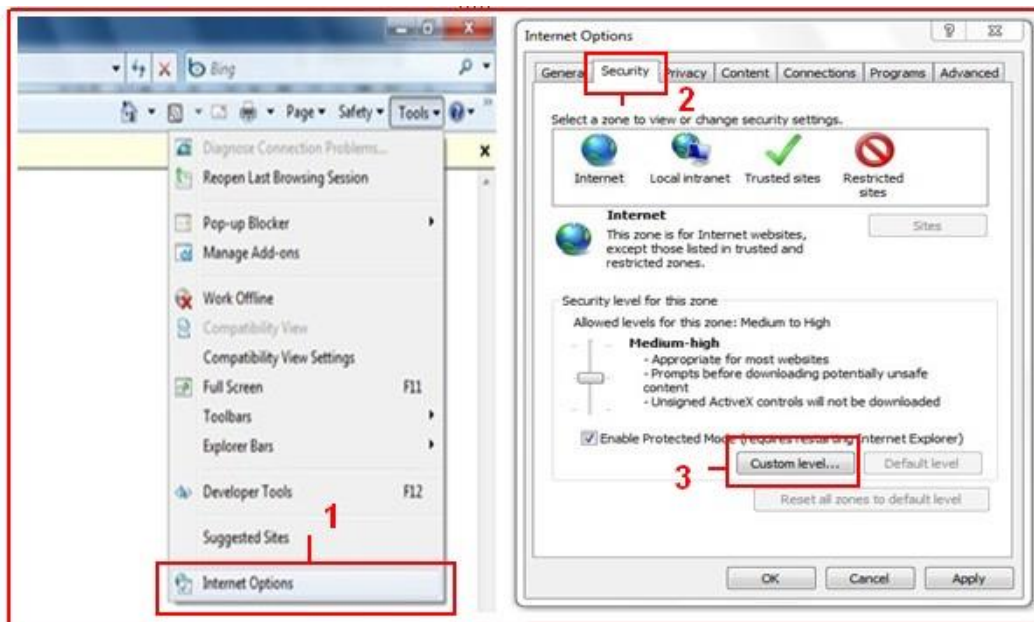 Bing
Page Safety Tools
Diagnose Connection Problems...
Reopen Last Browsing Session
Pop-up Blocker
Manage Add-ons
Work Offline
Compatibility View
Compatibility View Settings
Full Screen F11
Toolbars
Explorer Bars
Developer Tools F12
Suggested Sites
1
Internet Options
Internet Options
General Security Privacy Content Connections Programs Advanced
2
Select a zone to view or change security settings.
Internet Local intranet Trusted sites Restricted sites
Internet
Sites
This zone is for Internet websites,
except those listed in trusted and
restricted zones.
Security level for this zone
Allowed levels for this zone: Medium to High
Medium-high
- Appropriate for most websites
- Prompts before downloading potentially unsafe
content
- Unsigned ActiveX controls will not be downloaded
Enable Protected Mode (requires restarting Internet Explorer)
3
Custom level... Default level
Reset all zones to default level
OK Cancel Apply